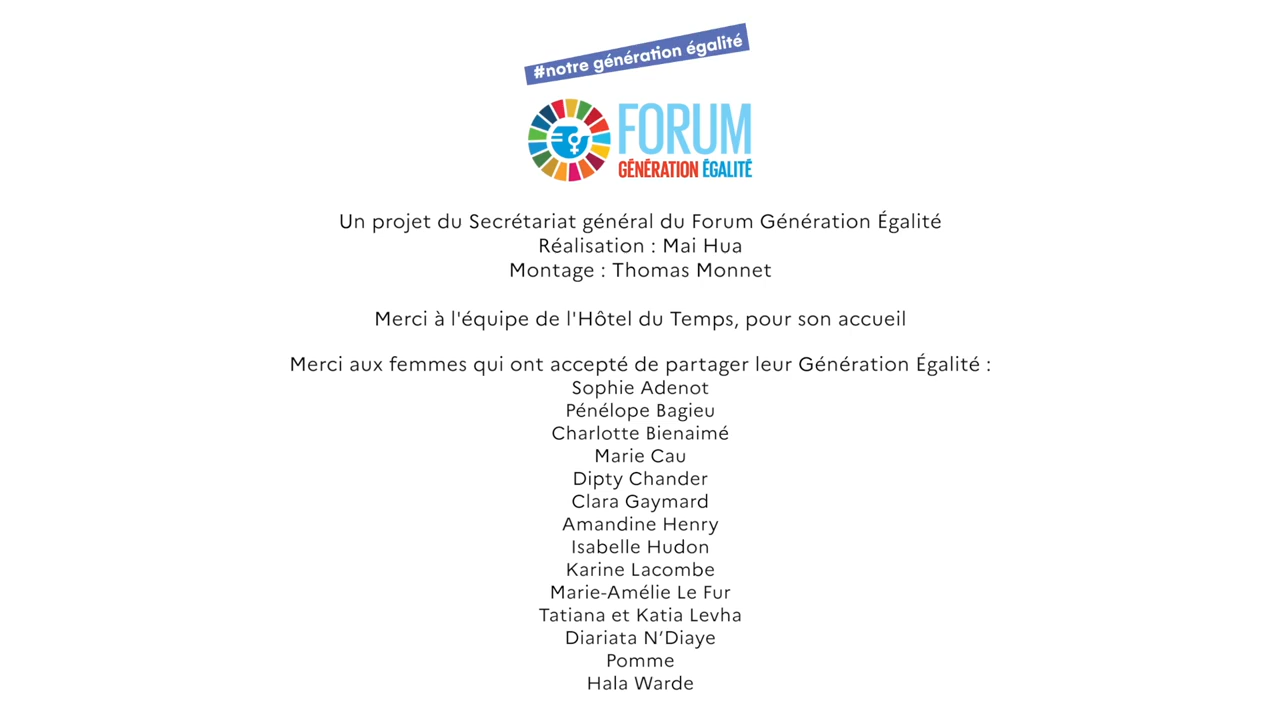 #notre génération égalité
FORUM
GÉNÉRATION ÉGALITÉ
Un projet du Secrétariat général du Forum Génération Égalité
Réalisation : Mai Hua
Montage : Thomas Monnet
Merci à l'équipe de l'Hôtel du Temps, pour son accueil
Merci aux femmes qui ont accepté de partager leur Génération Égalité :
Sophie Adenot
Pénélope Bagieu
Charlotte Bienaimé
Marie Cau
Dipty Chander
Clara Gaymard
Amandine Henry
Isabelle Hudon
Karine Lacombe
Marie-Amélie Le Fur
Tatiana et Katia Levha
Diariata N’Diaye
Pomme
Hala Warde